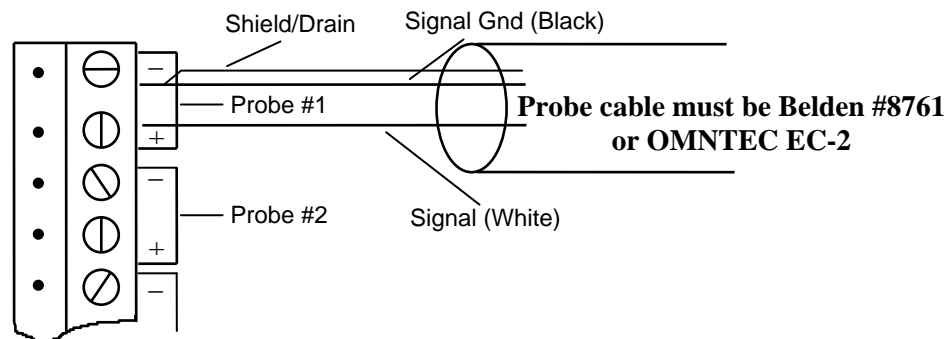 Shield/Drain
Signal Gnd (Black)
−
Probe #1
+
Probe cable must be Belden #8761
or OMNTEC EC-2
−
Probe #2
Signal (White)
+
−